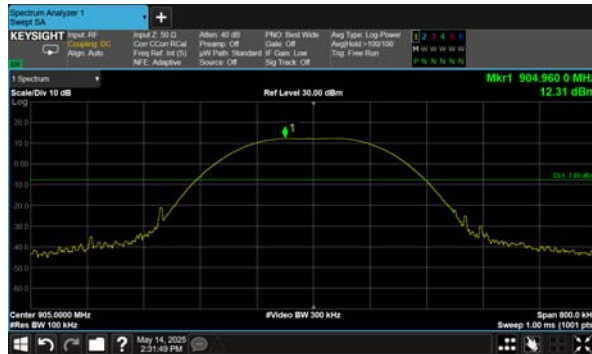 Spectrum Analyzer 1
Swept SA
+
KEYSIGHT Input: RF
Coupling: DC
Align: Auto
Input Z: 50 Ω
Corr CCorr RCal
Freq Ref: Int (S)
NFE: Adaptive
Atten: 40 dB
Preamp: Off
µW Path: Standard
Source: Off
PNO: Best Wide
Gate: Off
IF Gain: Low
Sig Track: Off
Avg Type: Log-Power
Avg|Hold: >100/100
Trig: Free Run
1 2 3 4 5 6
M W W W W W
P N N N N N
1 Spectrum
Scale/Div 10 dB
Ref Level 30.00 dBm
Mkr1 904.960 0 MHz
12.31 dBm
Log
20.0
10.0
0.00
-10.0
-20.0
-30.0
-40.0
-50.0
-60.0
1
Center 905.0000 MHz
#Res BW 100 kHz
#Video BW 300 kHz
Span 800.0 kHz
Sweep 1.00 ms (1001 pts
?
May 14, 2025
2:31:49 PM